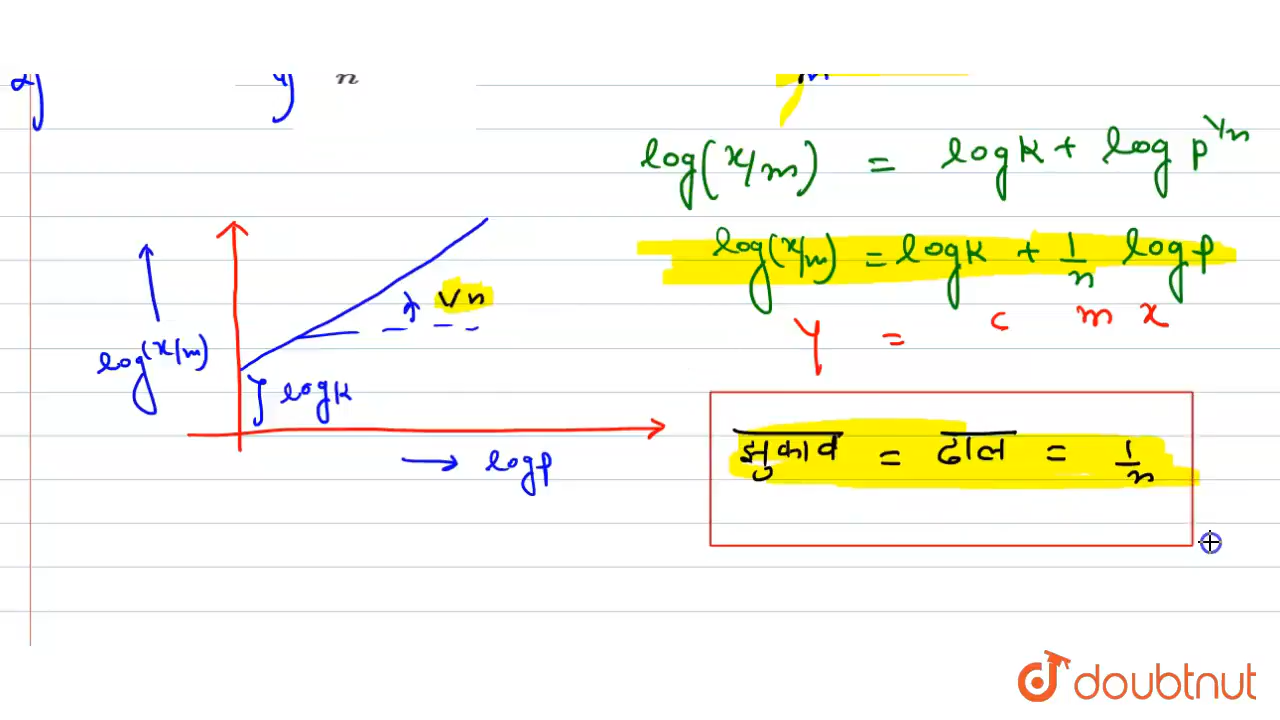 n
log(x/m) = log K + log p^1/n
log(x/m) = log K + 1/n log p
Y = c m x
1/n
log(x/m)
log K
झुकाव = ढाल = 1/n
→ log p
doubtnut